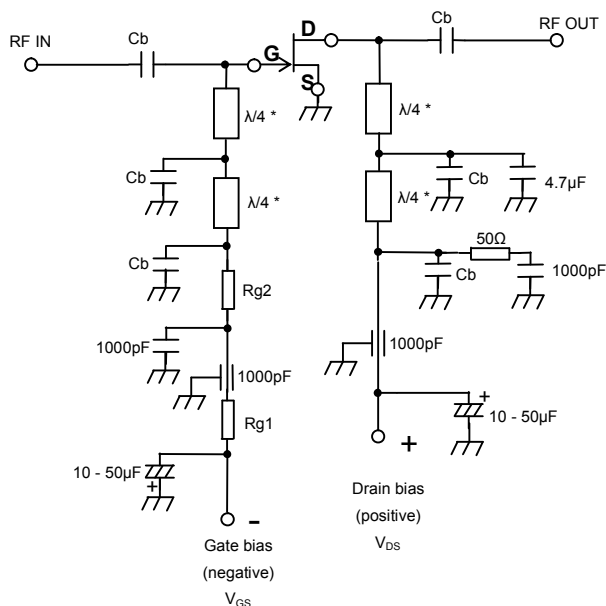 RF IN
Cb
G
D
S
Cb
RF OUT
λ/4 *
λ/4 *
Cb
Cb
4.7µF
λ/4 *
λ/4 *
Cb
Rg2
50Ω
Cb
1000pF
1000pF
1000pF
1000pF
Rg1
10 - 50µF
+
+
10 - 50µF
+
-
Drain bias
(positive)
VDS
Gate bias
(negative)
VGS